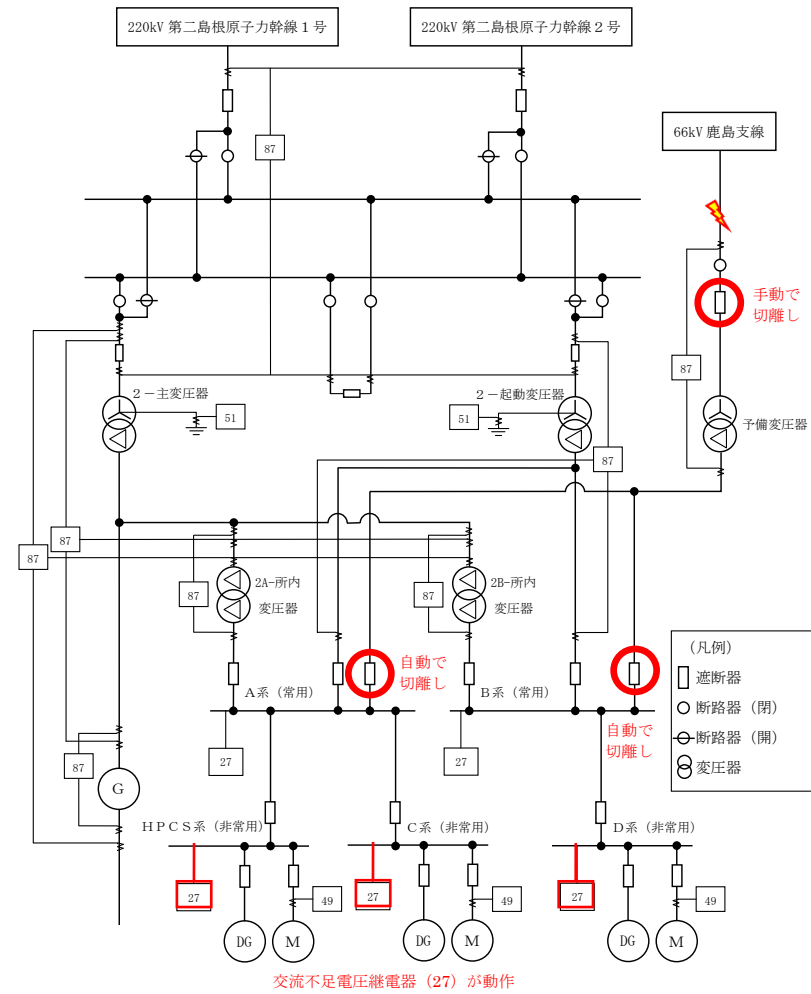 220kV 第二島根原子力幹線1号
220kV 第二島根原子力幹線2号
66kV 鹿島支線
87
手動で
切離し
87
2－主変圧器
51
2－起動変圧器
51
予備変圧器
87
87
87
87
2A-所内
変圧器
87
2B-所内
変圧器
自動で
切離し
A系（常用）
B系（常用）
自動で
切離し
(凡例)
遮断器
断路器（閉）
断路器（開）
変圧器
27
27
87
G
HPCS系（非常用）
C系（非常用）
D系（非常用）
27
49
27
49
27
49
DG
M
DG
M
DG
M
交流不足電圧継電器（27）が動作